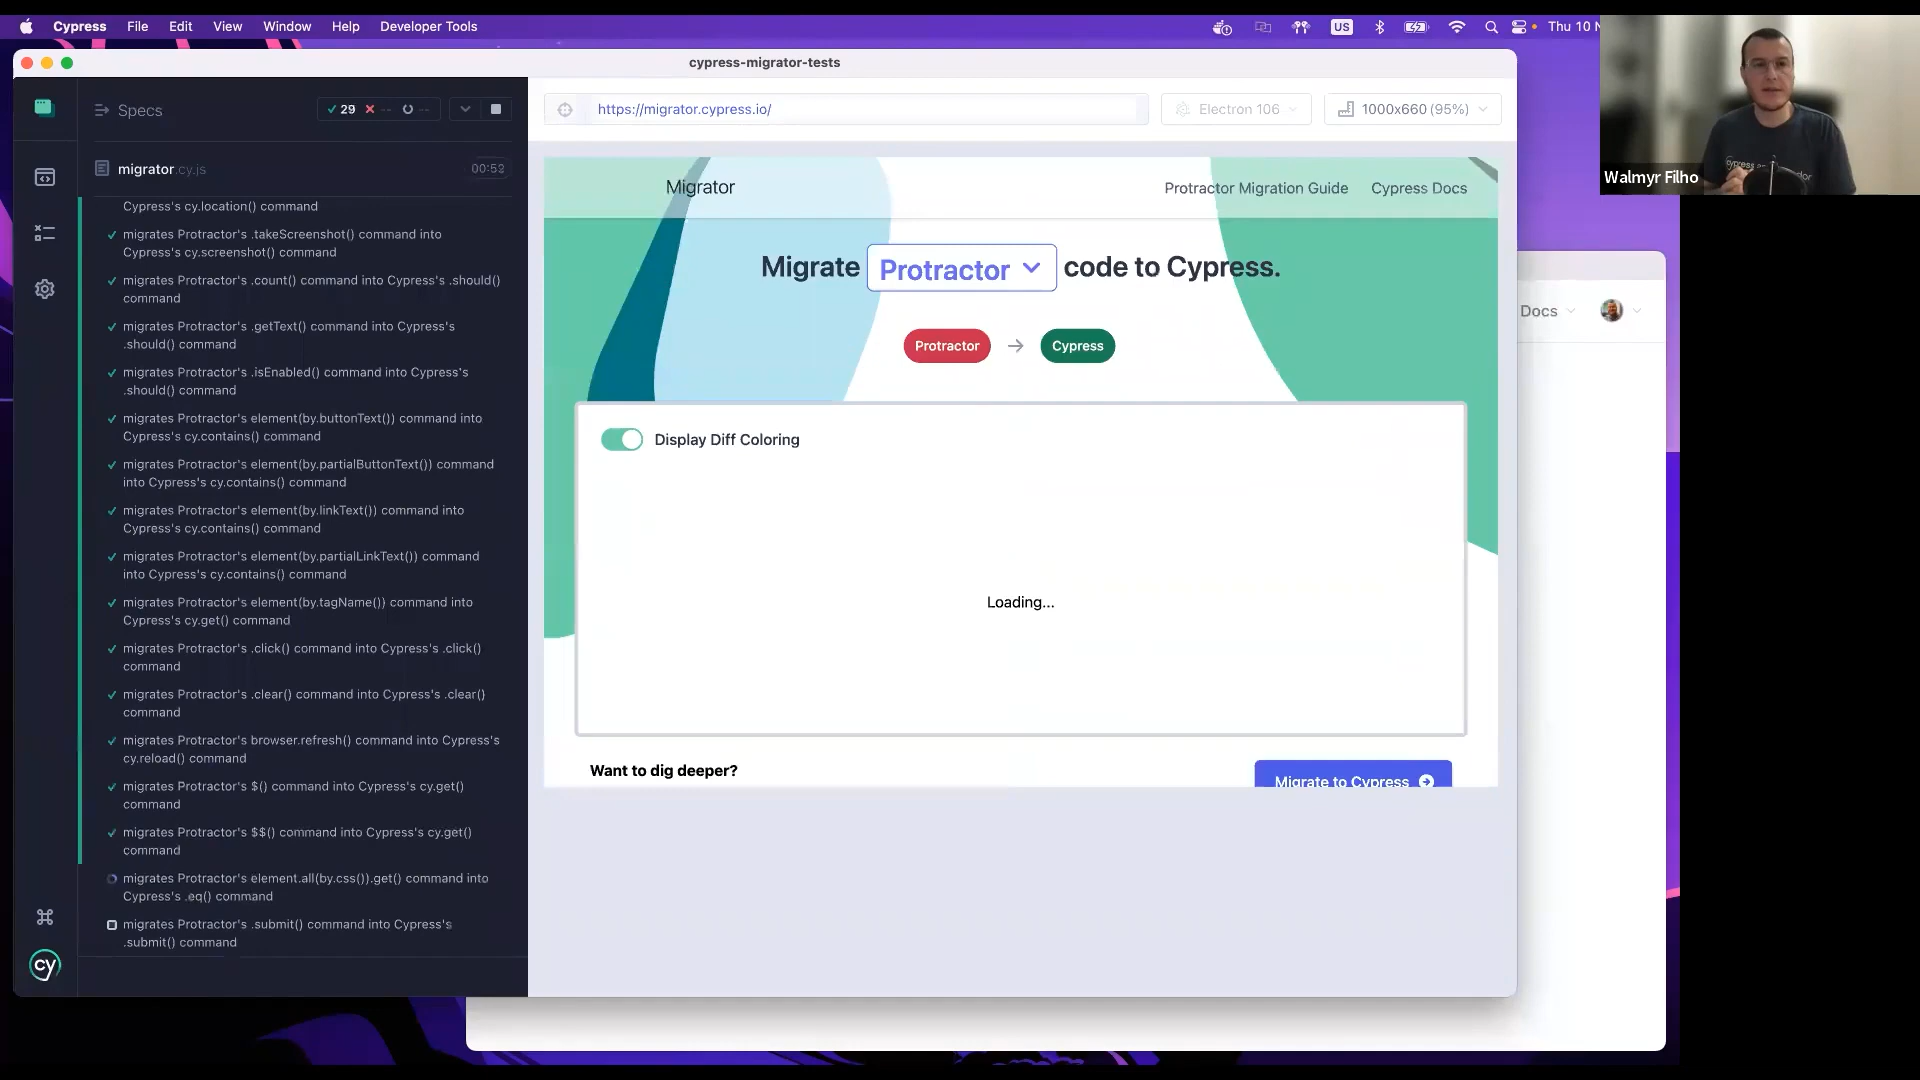 Cypress File Edit View Window Help Developer Tools
US
Thu 10 N
cypress-migrator-tests
Specs
29 -- --
migrator.cy.js
00:52
Cypress's cy.location() command
migrates Protractor's .takeScreenshot() command into
Cypress's cy.screenshot() command
migrates Protractor's .count() command into Cypress's .should()
command
migrates Protractor's .getText() command into Cypress's
.should() command
migrates Protractor's .isEnabled() command into Cypress's
.should() command
migrates Protractor's element(by.buttonText()) command into
Cypress's cy.contains() command
migrates Protractor's element(by.partialButtonText()) command
into Cypress's cy.contains() command
migrates Protractor's element(by.linkText()) command into
Cypress's cy.contains() command
migrates Protractor's element(by.partialLinkText()) command
into Cypress's cy.contains() command
migrates Protractor's element(by.tagName()) command into
Cypress's cy.get() command
migrates Protractor's .click() command into Cypress's .click()
command
migrates Protractor's .clear() command into Cypress's .clear()
command
migrates Protractor's browser.refresh() command into Cypress's
cy.reload() command
migrates Protractor's $() command into Cypress's cy.get()
command
migrates Protractor's $$() command into Cypress's cy.get()
command
migrates Protractor's element.all(by.css()).get() command into
Cypress's .eq() command
migrates Protractor's .submit() command into Cypress's
.submit() command
cy
https://migrator.cypress.io/
Electron 106
1000x660 (95%)
Migrator
Protractor Migration Guide
Cypress Docs
Migrate Protractor code to Cypress.
Protractor
Cypress
Display Diff Coloring
Loading...
Want to dig deeper?
Migrate to Cypress
Docs
cypress
Walmyr Filho